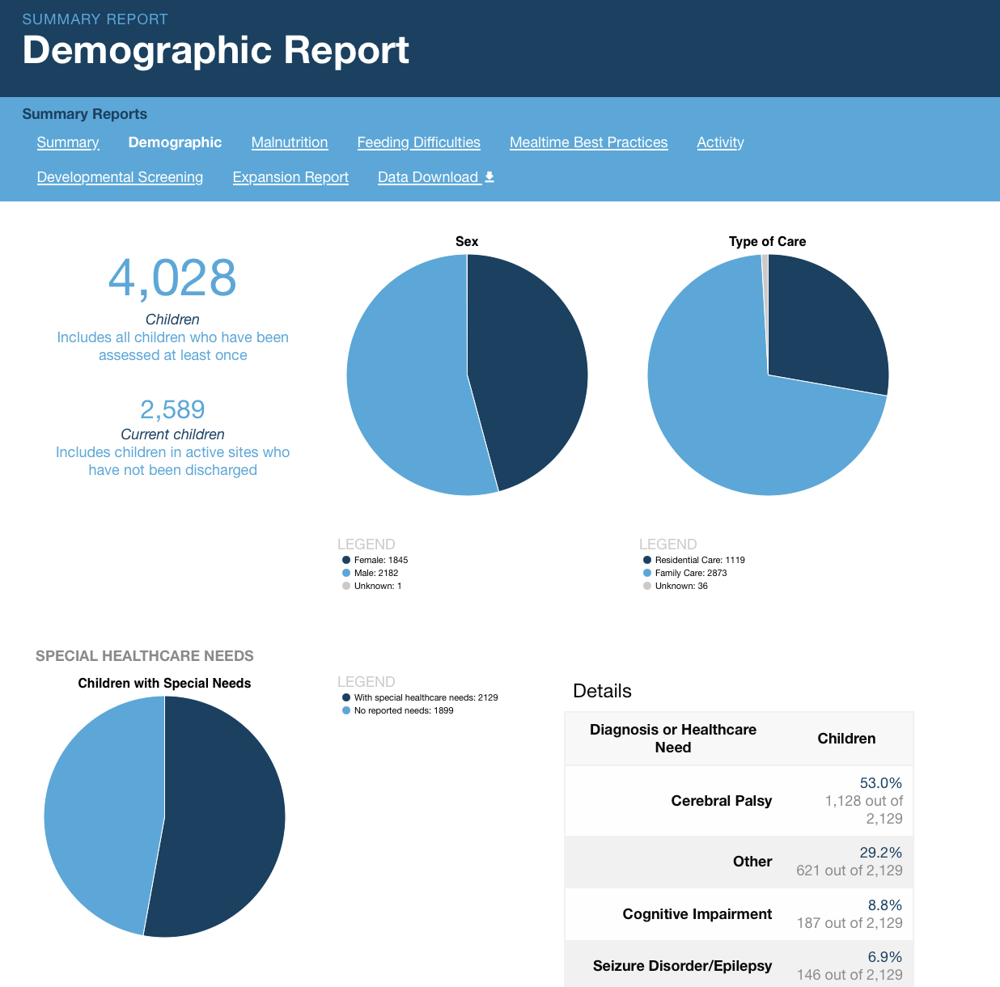 SUMMARY REPORT
Demographic Report
Summary Reports
Summary Demographic Malnutrition Feeding Difficulties Mealtime Best Practices Activity
Developmental Screening Expansion Report Data Download
4,028
Children
Includes all children who have been
assessed at least once
2,589
Current children
Includes children in active sites who
have not been discharged
Sex
LEGEND
Female: 1845
Male: 2182
Unknown: 1
Type of Care
LEGEND
Residential Care: 1119
Family Care: 2873
Unknown: 36
SPECIAL HEALTHCARE NEEDS
Children with Special Needs
LEGEND
With special healthcare needs: 2129
No reported needs: 1899
Details
Diagnosis or Healthcare
Need
Children
Cerebral Palsy
53.0%
1,128 out of
2,129
Other
29.2%
621 out of 2,129
Cognitive Impairment
8.8%
187 out of 2,129
Seizure Disorder/Epilepsy
6.9%
146 out of 2,129